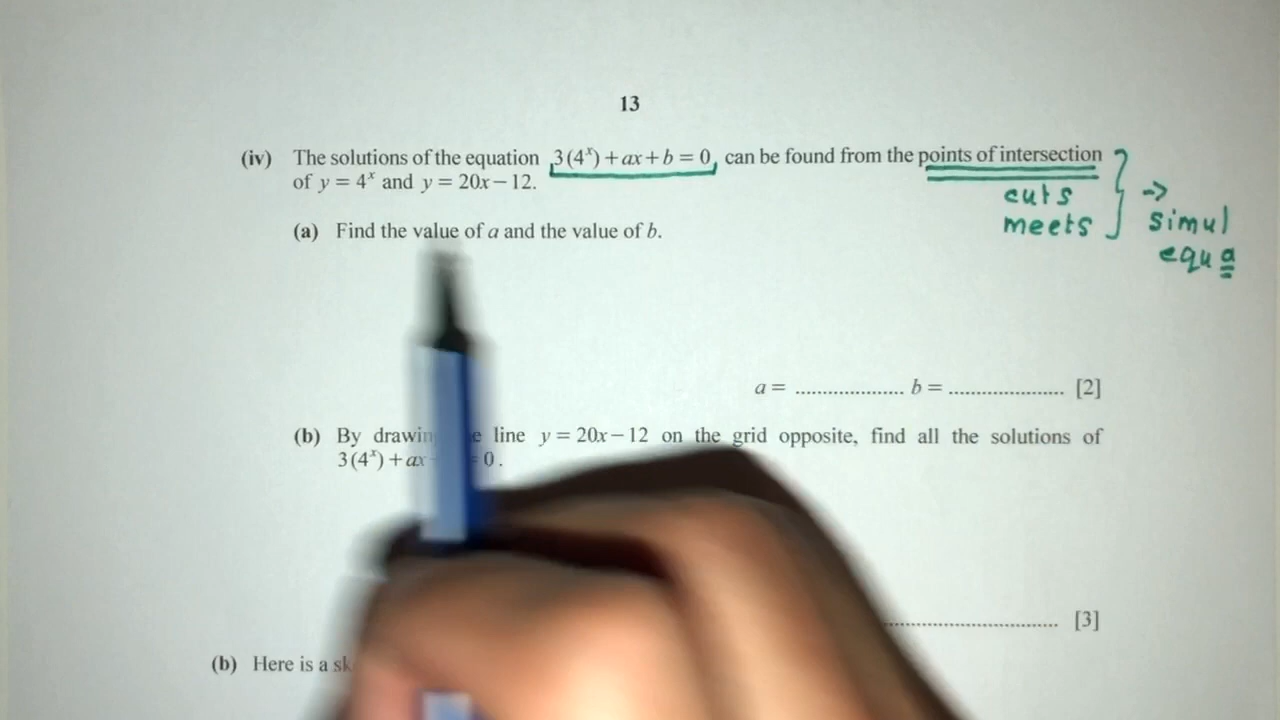 13
(iv) The solutions of the equation 3(4ˣ) + ax + b = 0, can be found from the points of intersection
of y = 4ˣ and y = 20x − 12.
cuts
meets
→
simul
equa
(a) Find the value of a and the value of b.
a = .................... b = ..................... [2]
(b) By e line y = 20x − 12 on the grid opposite, find all the solutions of
3(4ˣ) + ax = 0.
.................................. [3]
(b) Here is a